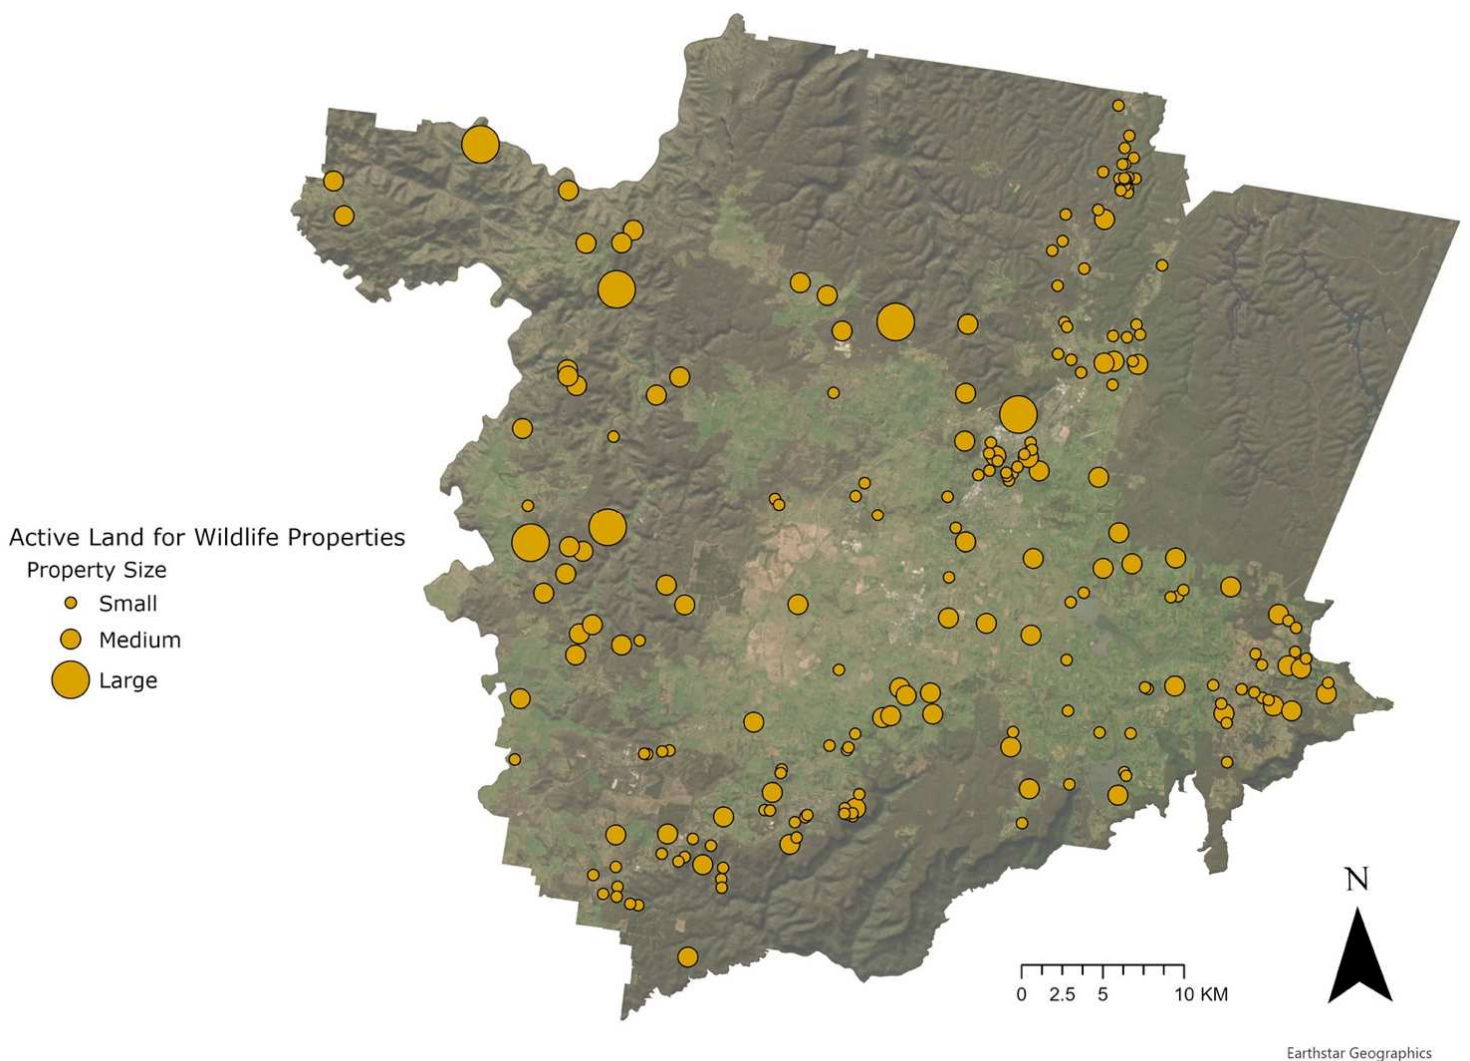 Active Land for Wildlife Properties
Property Size
Small
Medium
Large
N
0 2.5 5 10 KM
Earthstar Geographics